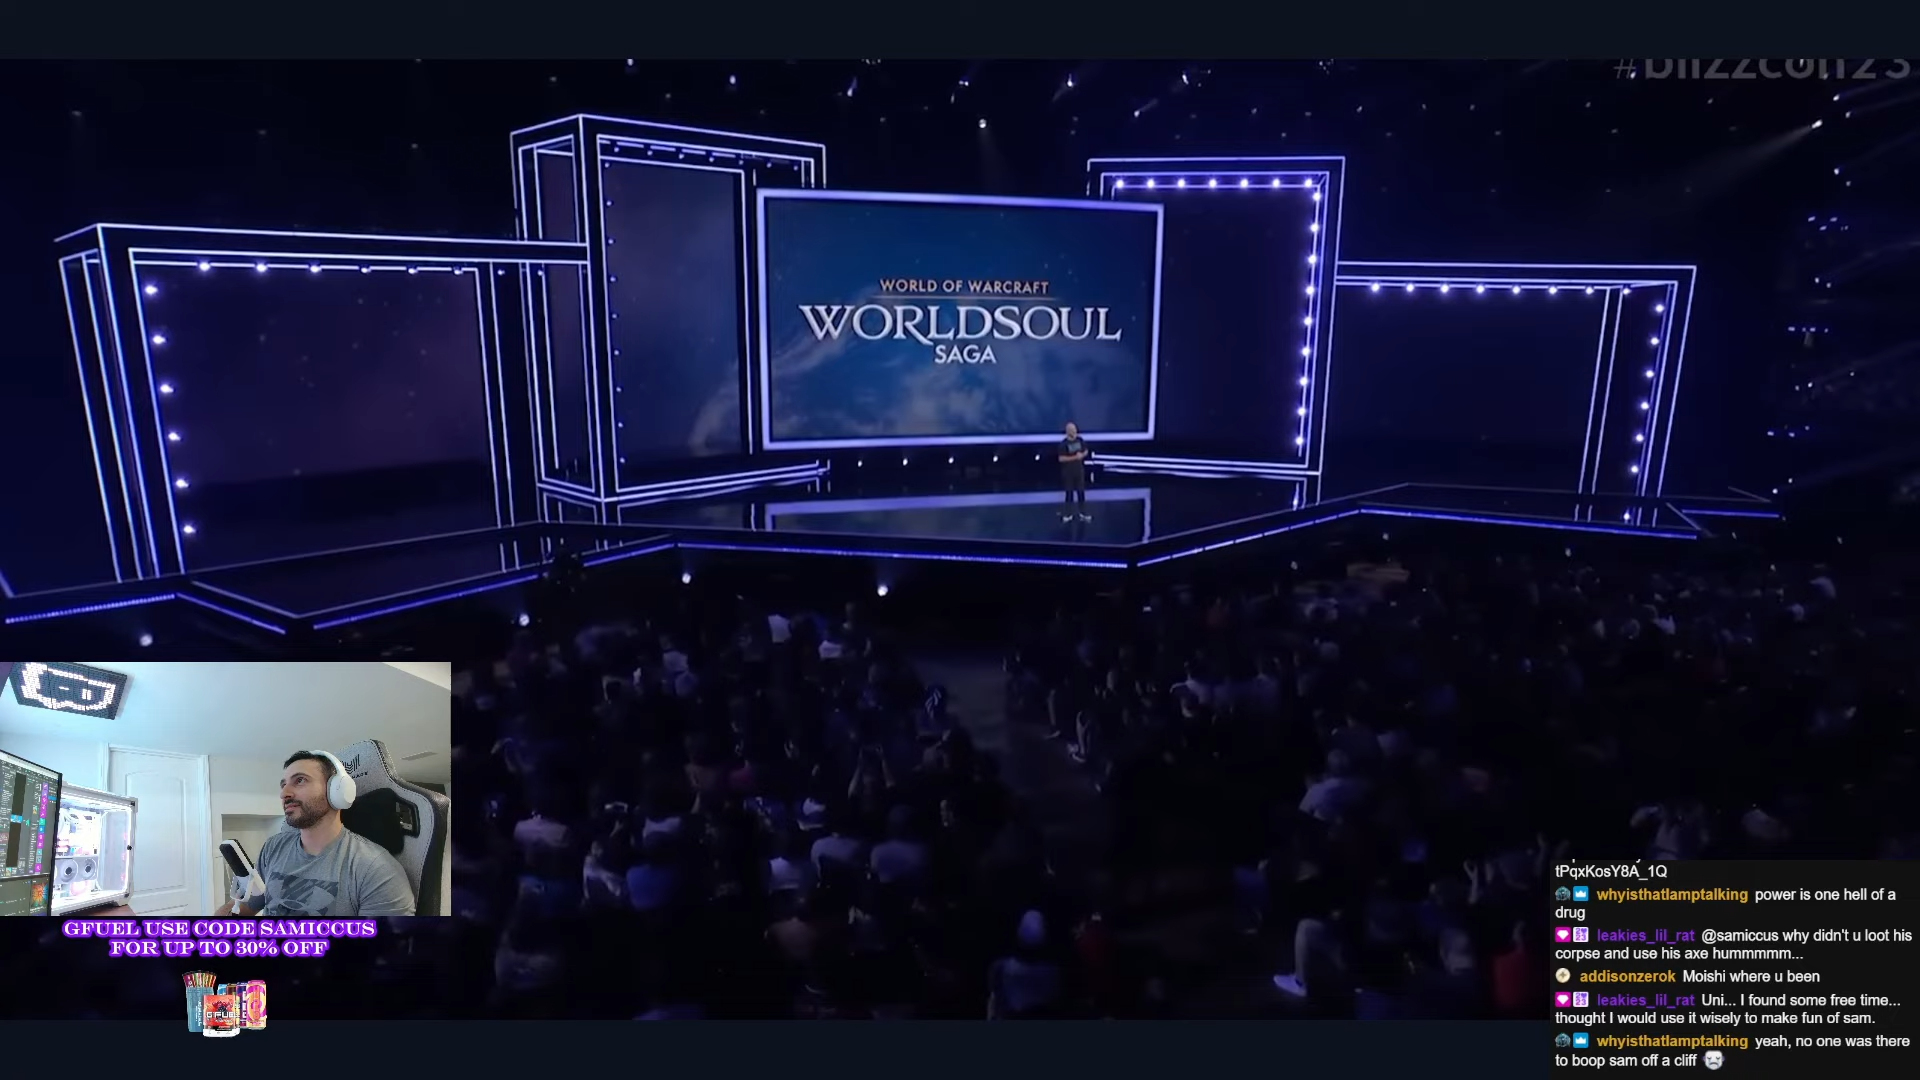 #blizzcon23
WORLD OF WARCRAFT
WORLDSOUL
SAGA
GFUEL USE CODE SAMICCUS
FOR UP TO 30% OFF
GFUEL
tPqxKosY8A_1Q
whyisthatlamptalking power is one hell of a
drug
leakies_lil_rat @samiccus why didn't u loot his
corpse and use his axe hummmmm...
addisonzerok Moishi where u been
leakies_lil_rat Uni... I found some free time...
thought I would use it wisely to make fun of sam.
whyisthatlamptalking yeah, no one was there
to boop sam off a cliff